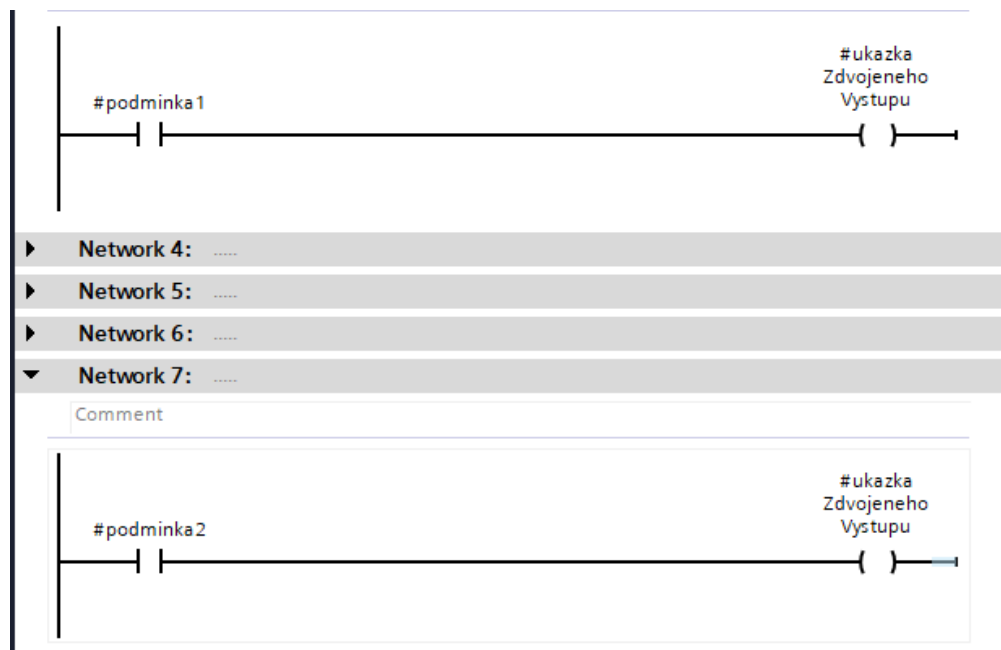 #ukazka
Zdvojeneho
Vystupu
#podminka1
Network 4: .....
Network 5: .....
Network 6: .....
Network 7: .....
Comment
#ukazka
Zdvojeneho
Vystupu
#podminka2